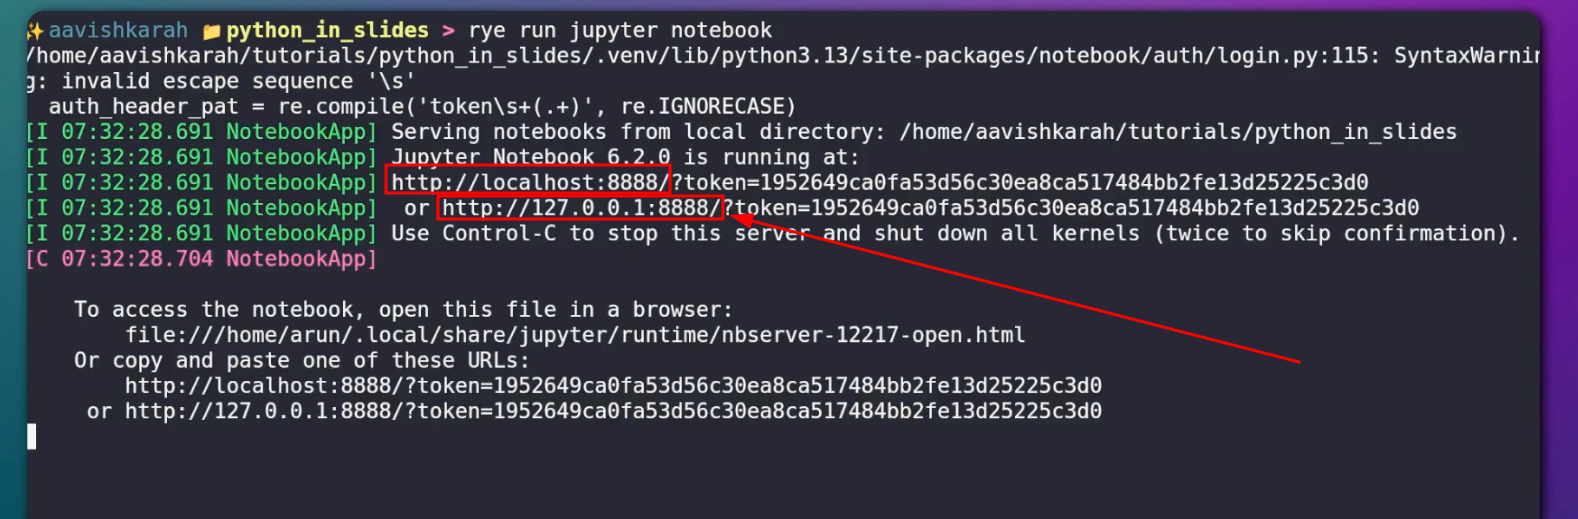 aavishkarah python_in_slides > rye run jupyter notebook
/home/aavishkarah/tutorials/python_in_slides/.venv/lib/python3.13/site-packages/notebook/auth/login.py:115: SyntaxWarnin
g: invalid escape sequence '\s'
auth_header_pat = re.compile('token\s+(.+)', re.IGNORECASE)
[I 07:32:28.691 NotebookApp] Serving notebooks from local directory: /home/aavishkarah/tutorials/python_in_slides
[I 07:32:28.691 NotebookApp] Jupyter Notebook 6.2.0 is running at:
[I 07:32:28.691 NotebookApp] http://localhost:8888/?token=1952649ca0fa53d56c30ea8ca517484bb2fe13d25225c3d0
[I 07:32:28.691 NotebookApp]  or http://127.0.0.1:8888/?token=1952649ca0fa53d56c30ea8ca517484bb2fe13d25225c3d0
[I 07:32:28.691 NotebookApp] Use Control-C to stop this server and shut down all kernels (twice to skip confirmation).
[C 07:32:28.704 NotebookApp]
To access the notebook, open this file in a browser:
file:///home/arun/.local/share/jupyter/runtime/nbserver-12217-open.html
Or copy and paste one of these URLs:
http://localhost:8888/?token=1952649ca0fa53d56c30ea8ca517484bb2fe13d25225c3d0
or http://127.0.0.1:8888/?token=1952649ca0fa53d56c30ea8ca517484bb2fe13d25225c3d0